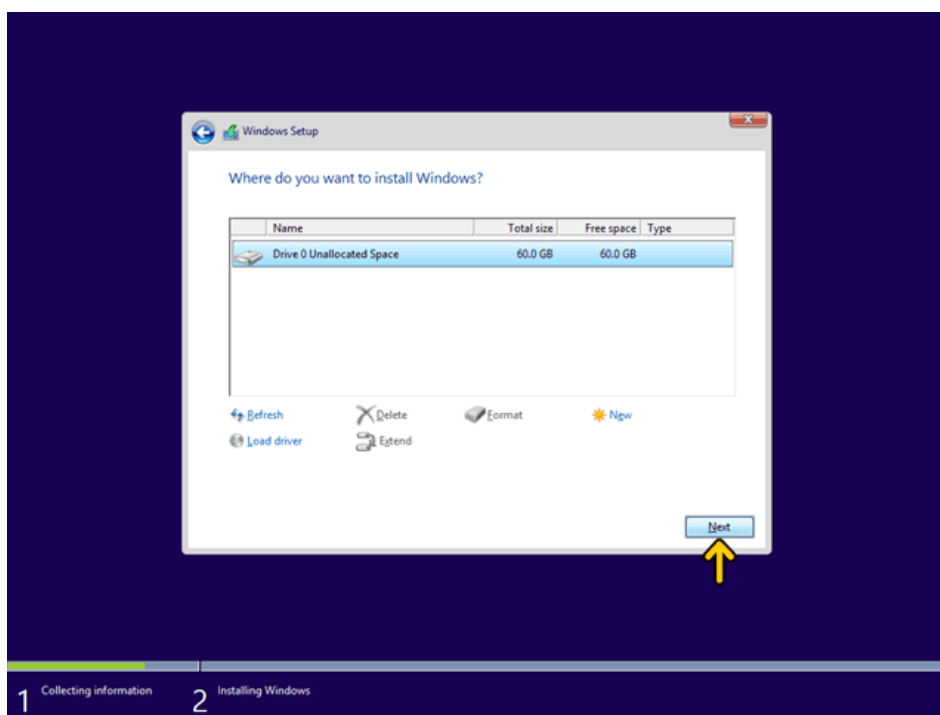 Windows Setup
Where do you want to install Windows?
Name Total size Free space Type
Drive 0 Unallocated Space 60.0 GB 60.0 GB
Refresh Delete Format New
Load driver Extend
Next
1 Collecting information 2 Installing Windows